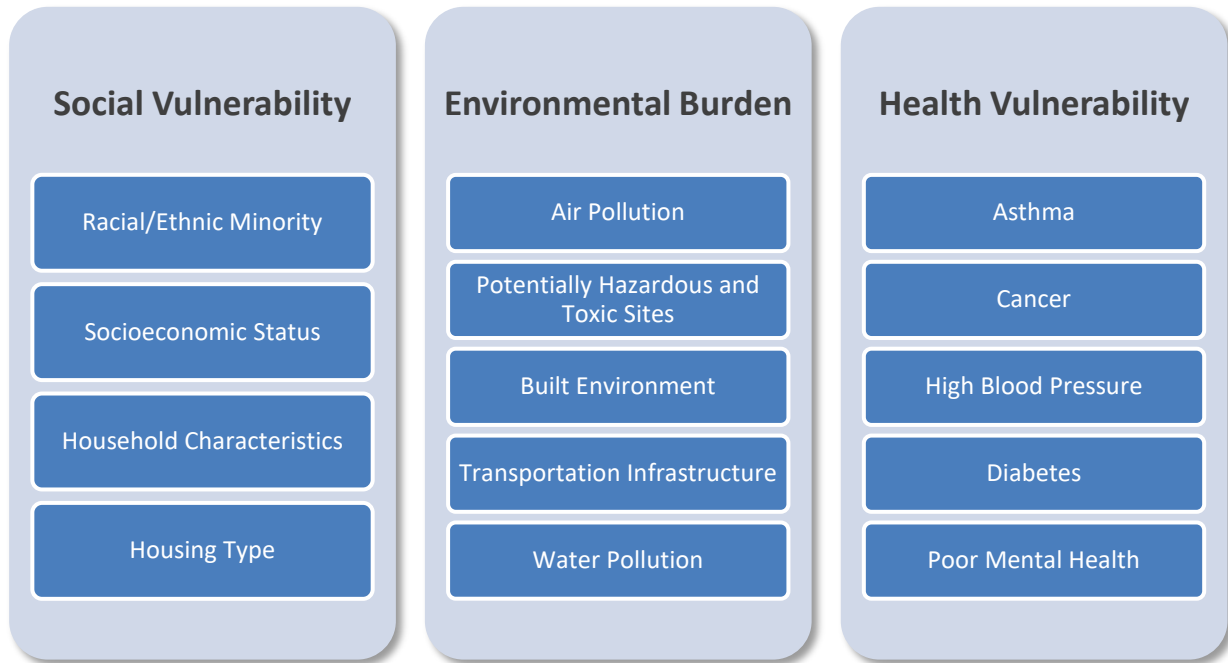 Social Vulnerability
Racial/Ethnic Minority
Socioeconomic Status
Household Characteristics
Housing Type
Environmental Burden
Air Pollution
Potentially Hazardous and
Toxic Sites
Built Environment
Transportation Infrastructure
Water Pollution
Health Vulnerability
Asthma
Cancer
High Blood Pressure
Diabetes
Poor Mental Health